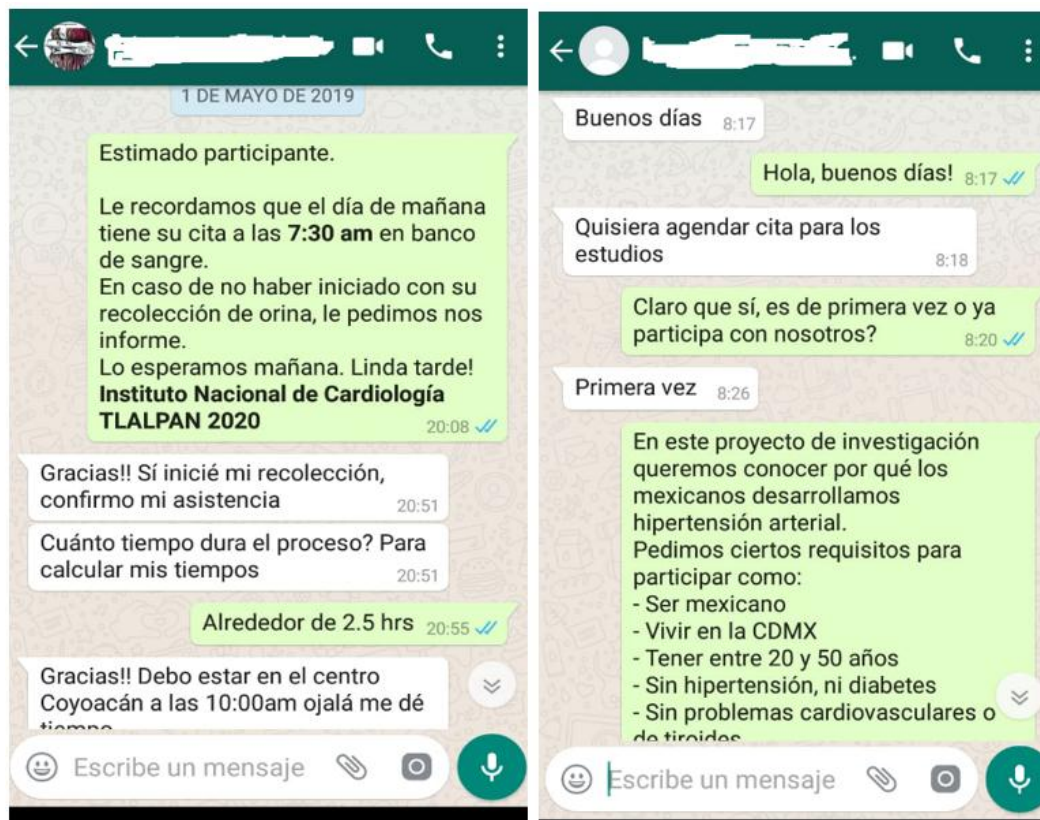 1 DE MAYO DE 2019
Estimado participante.
Le recordamos que el día de mañana
tiene su cita a las 7:30 am en banco
de sangre.
En caso de no haber iniciado con su
recolección de orina, le pedimos nos
informe.
Lo esperamos mañana. Linda tarde!
Instituto Nacional de Cardiología
TLALPAN 2020
20:08
Gracias!! Sí inicié mi recolección,
confirmo mi asistencia
20:51
Cuánto tiempo dura el proceso? Para
calcular mis tiempos
20:51
Alrededor de 2.5 hrs 20:55
Gracias!! Debo estar en el centro
Coyoacán a las 10:00am ojalá me dé
tiempo
Escribe un mensaje
Buenos días 8:17
Hola, buenos días! 8:17
Quisiera agendar cita para los
estudios
8:18
Claro que sí, es de primera vez o ya
participa con nosotros?
8:20
Primera vez 8:26
En este proyecto de investigación
queremos conocer por qué los
mexicanos desarrollamos
hipertensión arterial.
Pedimos ciertos requisitos para
participar como:
- Ser mexicano
- Vivir en la CDMX
- Tener entre 20 y 50 años
- Sin hipertensión, ni diabetes
- Sin problemas cardiovasculares o
de tiroides
Escribe un mensaje